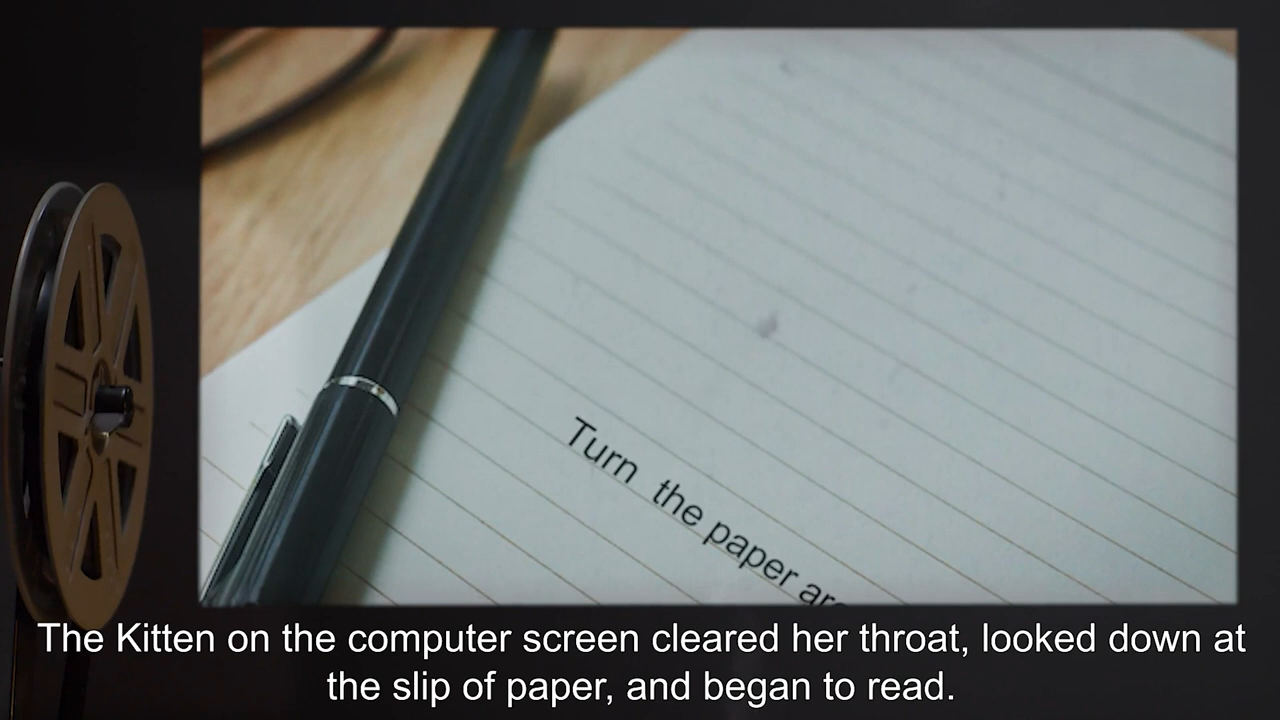 Turn the paper
The Kitten on the computer screen cleared her throat, looked down at
the slip of paper, and began to read.